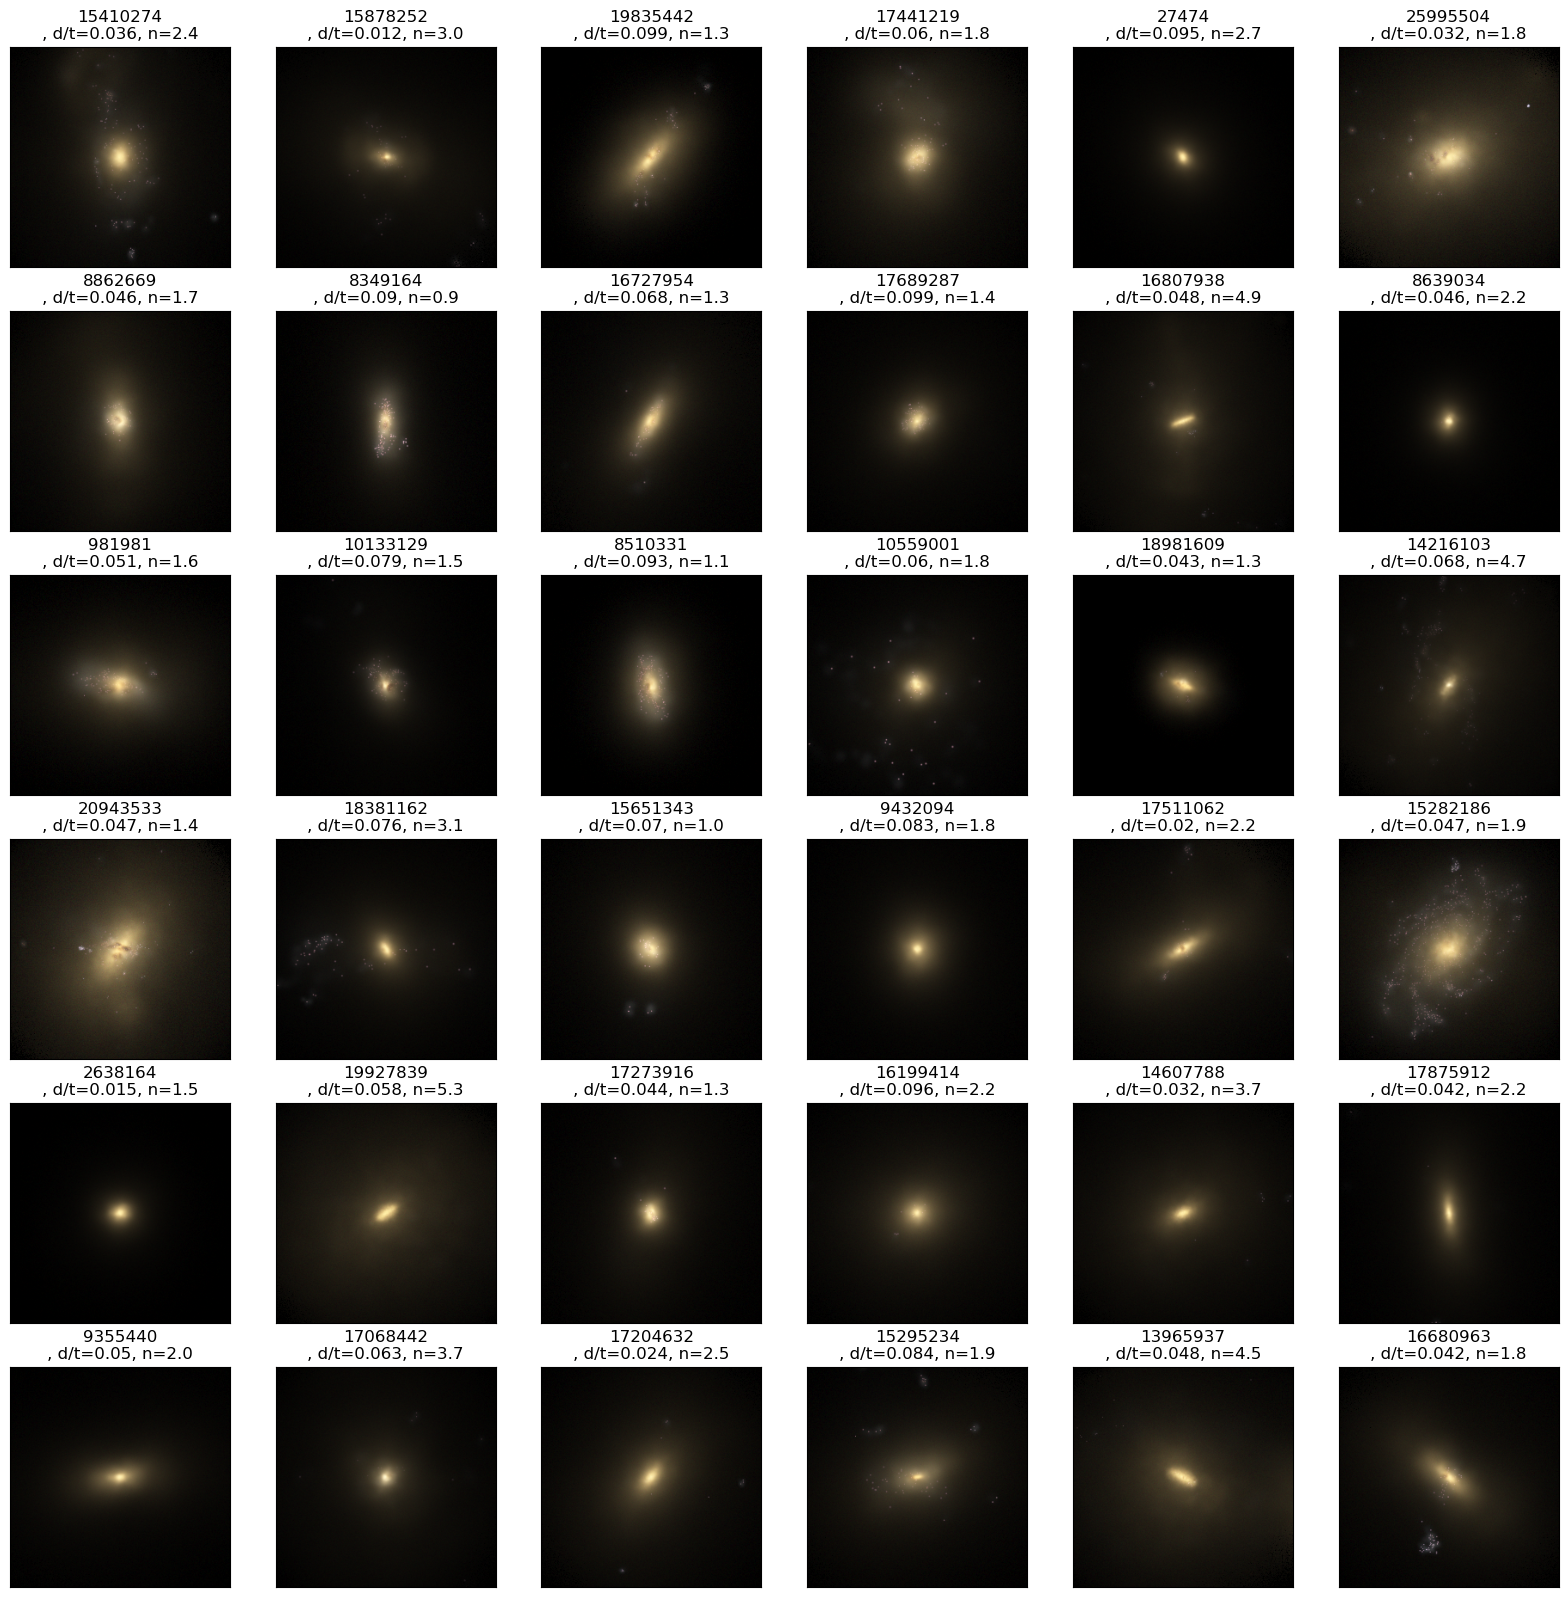 15410274
, d/t=0.036, n=2.4
15878252
, d/t=0.012, n=3.0
19835442
, d/t=0.099, n=1.3
17441219
, d/t=0.06, n=1.8
27474
, d/t=0.095, n=2.7
25995504
, d/t=0.032, n=1.8
8862669
, d/t=0.046, n=1.7
8349164
, d/t=0.09, n=0.9
16727954
, d/t=0.068, n=1.3
17689287
, d/t=0.099, n=1.4
16807938
, d/t=0.048, n=4.9
8639034
, d/t=0.046, n=2.2
981981
, d/t=0.051, n=1.6
10133129
, d/t=0.079, n=1.5
8510331
, d/t=0.093, n=1.1
10559001
, d/t=0.06, n=1.8
18981609
, d/t=0.043, n=1.3
14216103
, d/t=0.068, n=4.7
20943533
, d/t=0.047, n=1.4
18381162
, d/t=0.076, n=3.1
15651343
, d/t=0.07, n=1.0
9432094
, d/t=0.083, n=1.8
17511062
, d/t=0.02, n=2.2
15282186
, d/t=0.047, n=1.9
2638164
, d/t=0.015, n=1.5
19927839
, d/t=0.058, n=5.3
17273916
, d/t=0.044, n=1.3
16199414
, d/t=0.096, n=2.2
14607788
, d/t=0.032, n=3.7
17875912
, d/t=0.042, n=2.2
9355440
, d/t=0.05, n=2.0
17068442
, d/t=0.063, n=3.7
17204632
, d/t=0.024, n=2.5
15295234
, d/t=0.084, n=1.9
13965937
, d/t=0.048, n=4.5
16680963
, d/t=0.042, n=1.8